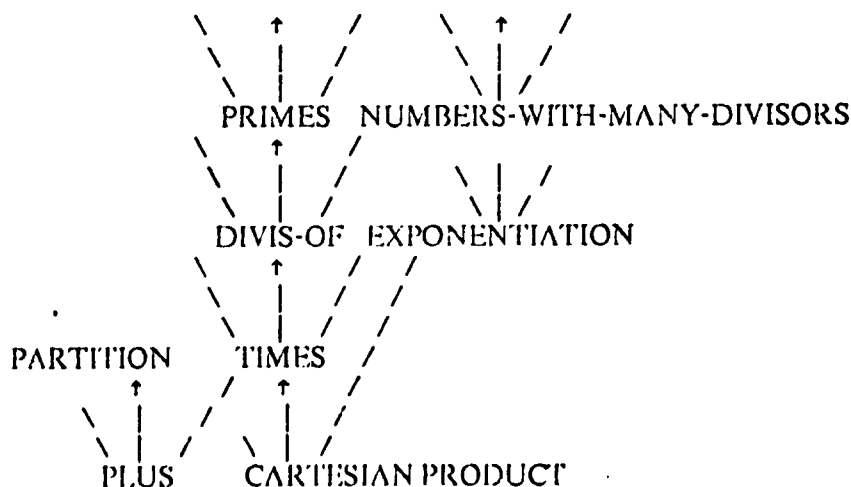 PRIMES NUMBERS-WITH-MANY-DIVISORS
DIVIS-OF EXPONENTIATION
PARTITION TIMES
PLUS CARTESIAN PRODUCT